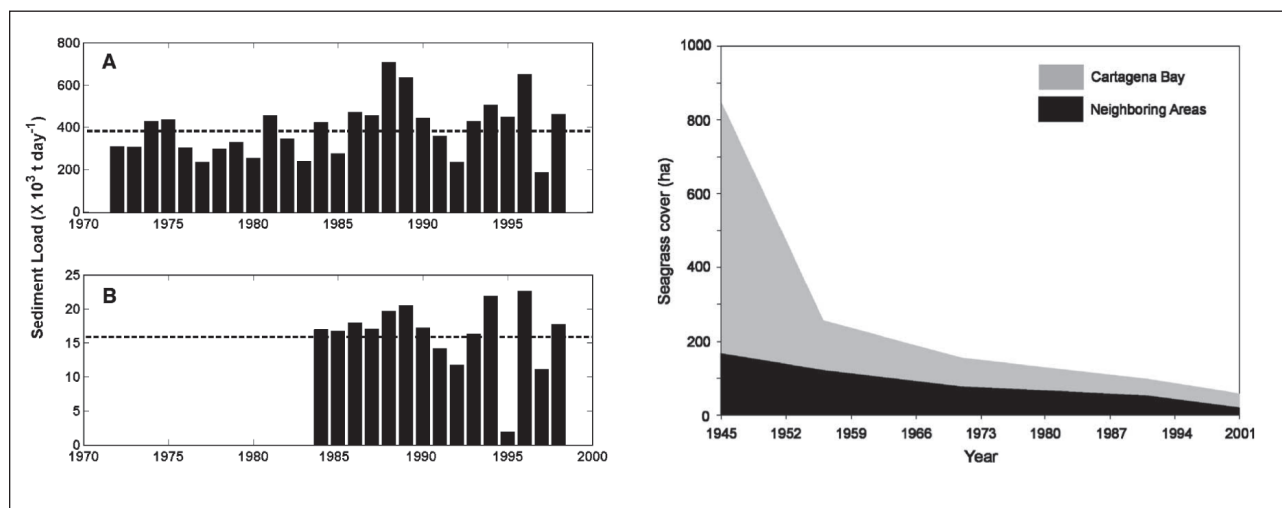 A
800
600
400
200
0
1970 1975 1980 1985 1990 1995 2000
Sediment Load (X 10³ t day⁻¹)
B
25
20
15
10
5
0
1970 1975 1980 1985 1990 1995 2000
1000
800
600
400
200
0
Seagrass cover (ha)
Cartagena Bay
Neighboring Areas
1945 1952 1959 1966 1973 1980 1987 1994 2001
Year